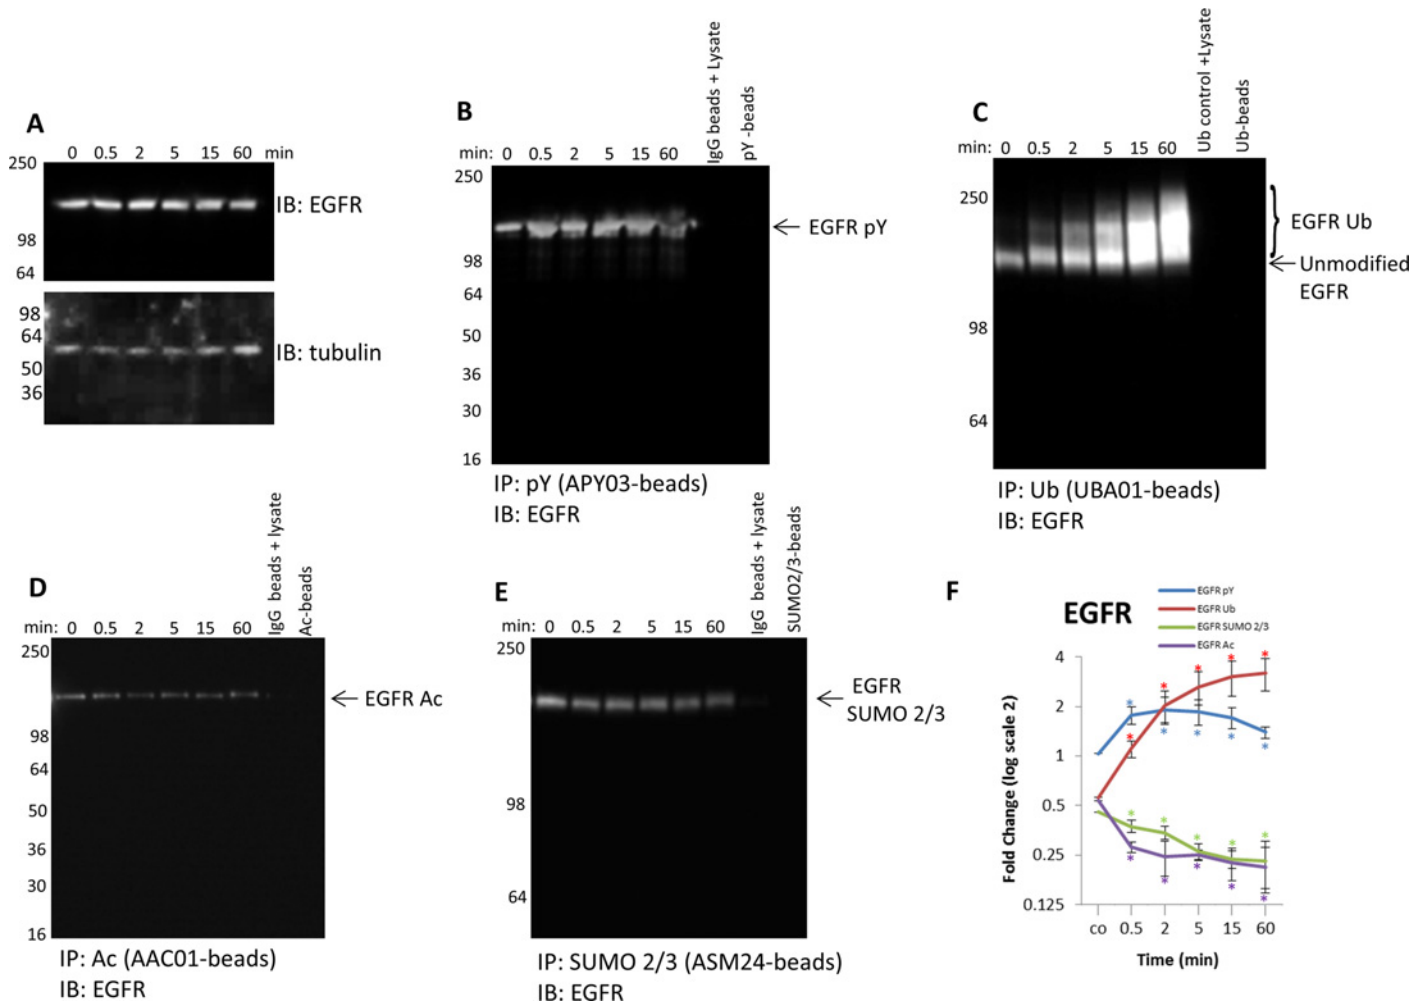 A
0 0.5 2 5 15 60 min
250
98
64
IB: EGFR
98
64
50
36
IB: tubulin
B
min: 0 0.5 2 5 15 60
IgG beads + Lysate
pY -beads
250
98
64
50
36
30
16
EGFR pY
IP: pY (APY03-beads)
IB: EGFR
C
min: 0 0.5 2 5 15 60
Ub control +Lysate
Ub-beads
250
98
64
EGFR Ub
Unmodified
EGFR
IP: Ub (UBA01-beads)
IB: EGFR
D
min: 0 0.5 2 5 15 60
IgG beads + lysate
Ac-beads
250
98
64
50
36
30
16
EGFR Ac
IP: Ac (AAC01-beads)
IB: EGFR
E
min: 0 0.5 2 5 15 60
IgG beads + lysate
SUMO2/3-beads
250
98
64
EGFR
SUMO 2/3
IP: SUMO 2/3 (ASM24-beads)
IB: EGFR
F
EGFR
EGFR pY
EGFR Ub
EGFR SUMO 2/3
EGFR Ac
Fold Change (log scale 2)
4
2
1
0.5
0.25
0.125
* * * * *
* * * * *
* * * * *
* * * * *
co 0.5 2 5 15 60
Time (min)